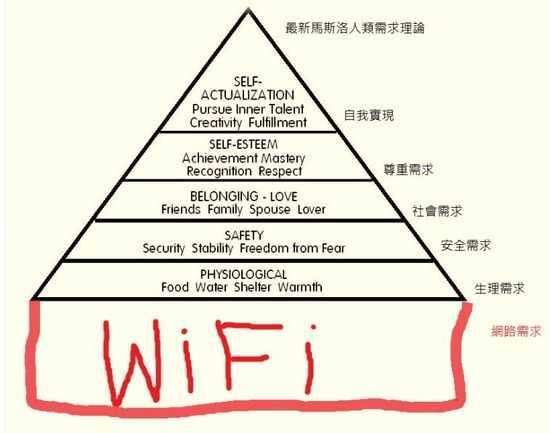 最新馬斯洛人類需求理論
SELF-
ACTUALIZATION
Pursue Inner Talent
Creativity Fulfillment
自我實現
SELF-ESTEEM
Achievement Mastery
Recognition Respect
尊重需求
BELONGING - LOVE
Friends Family Spouse Lover
社會需求
SAFETY
Security Stability Freedom from Fear
安全需求
PHYSIOLOGICAL
Food Water Shelter Warmth
生理需求
WiFi
網路需求